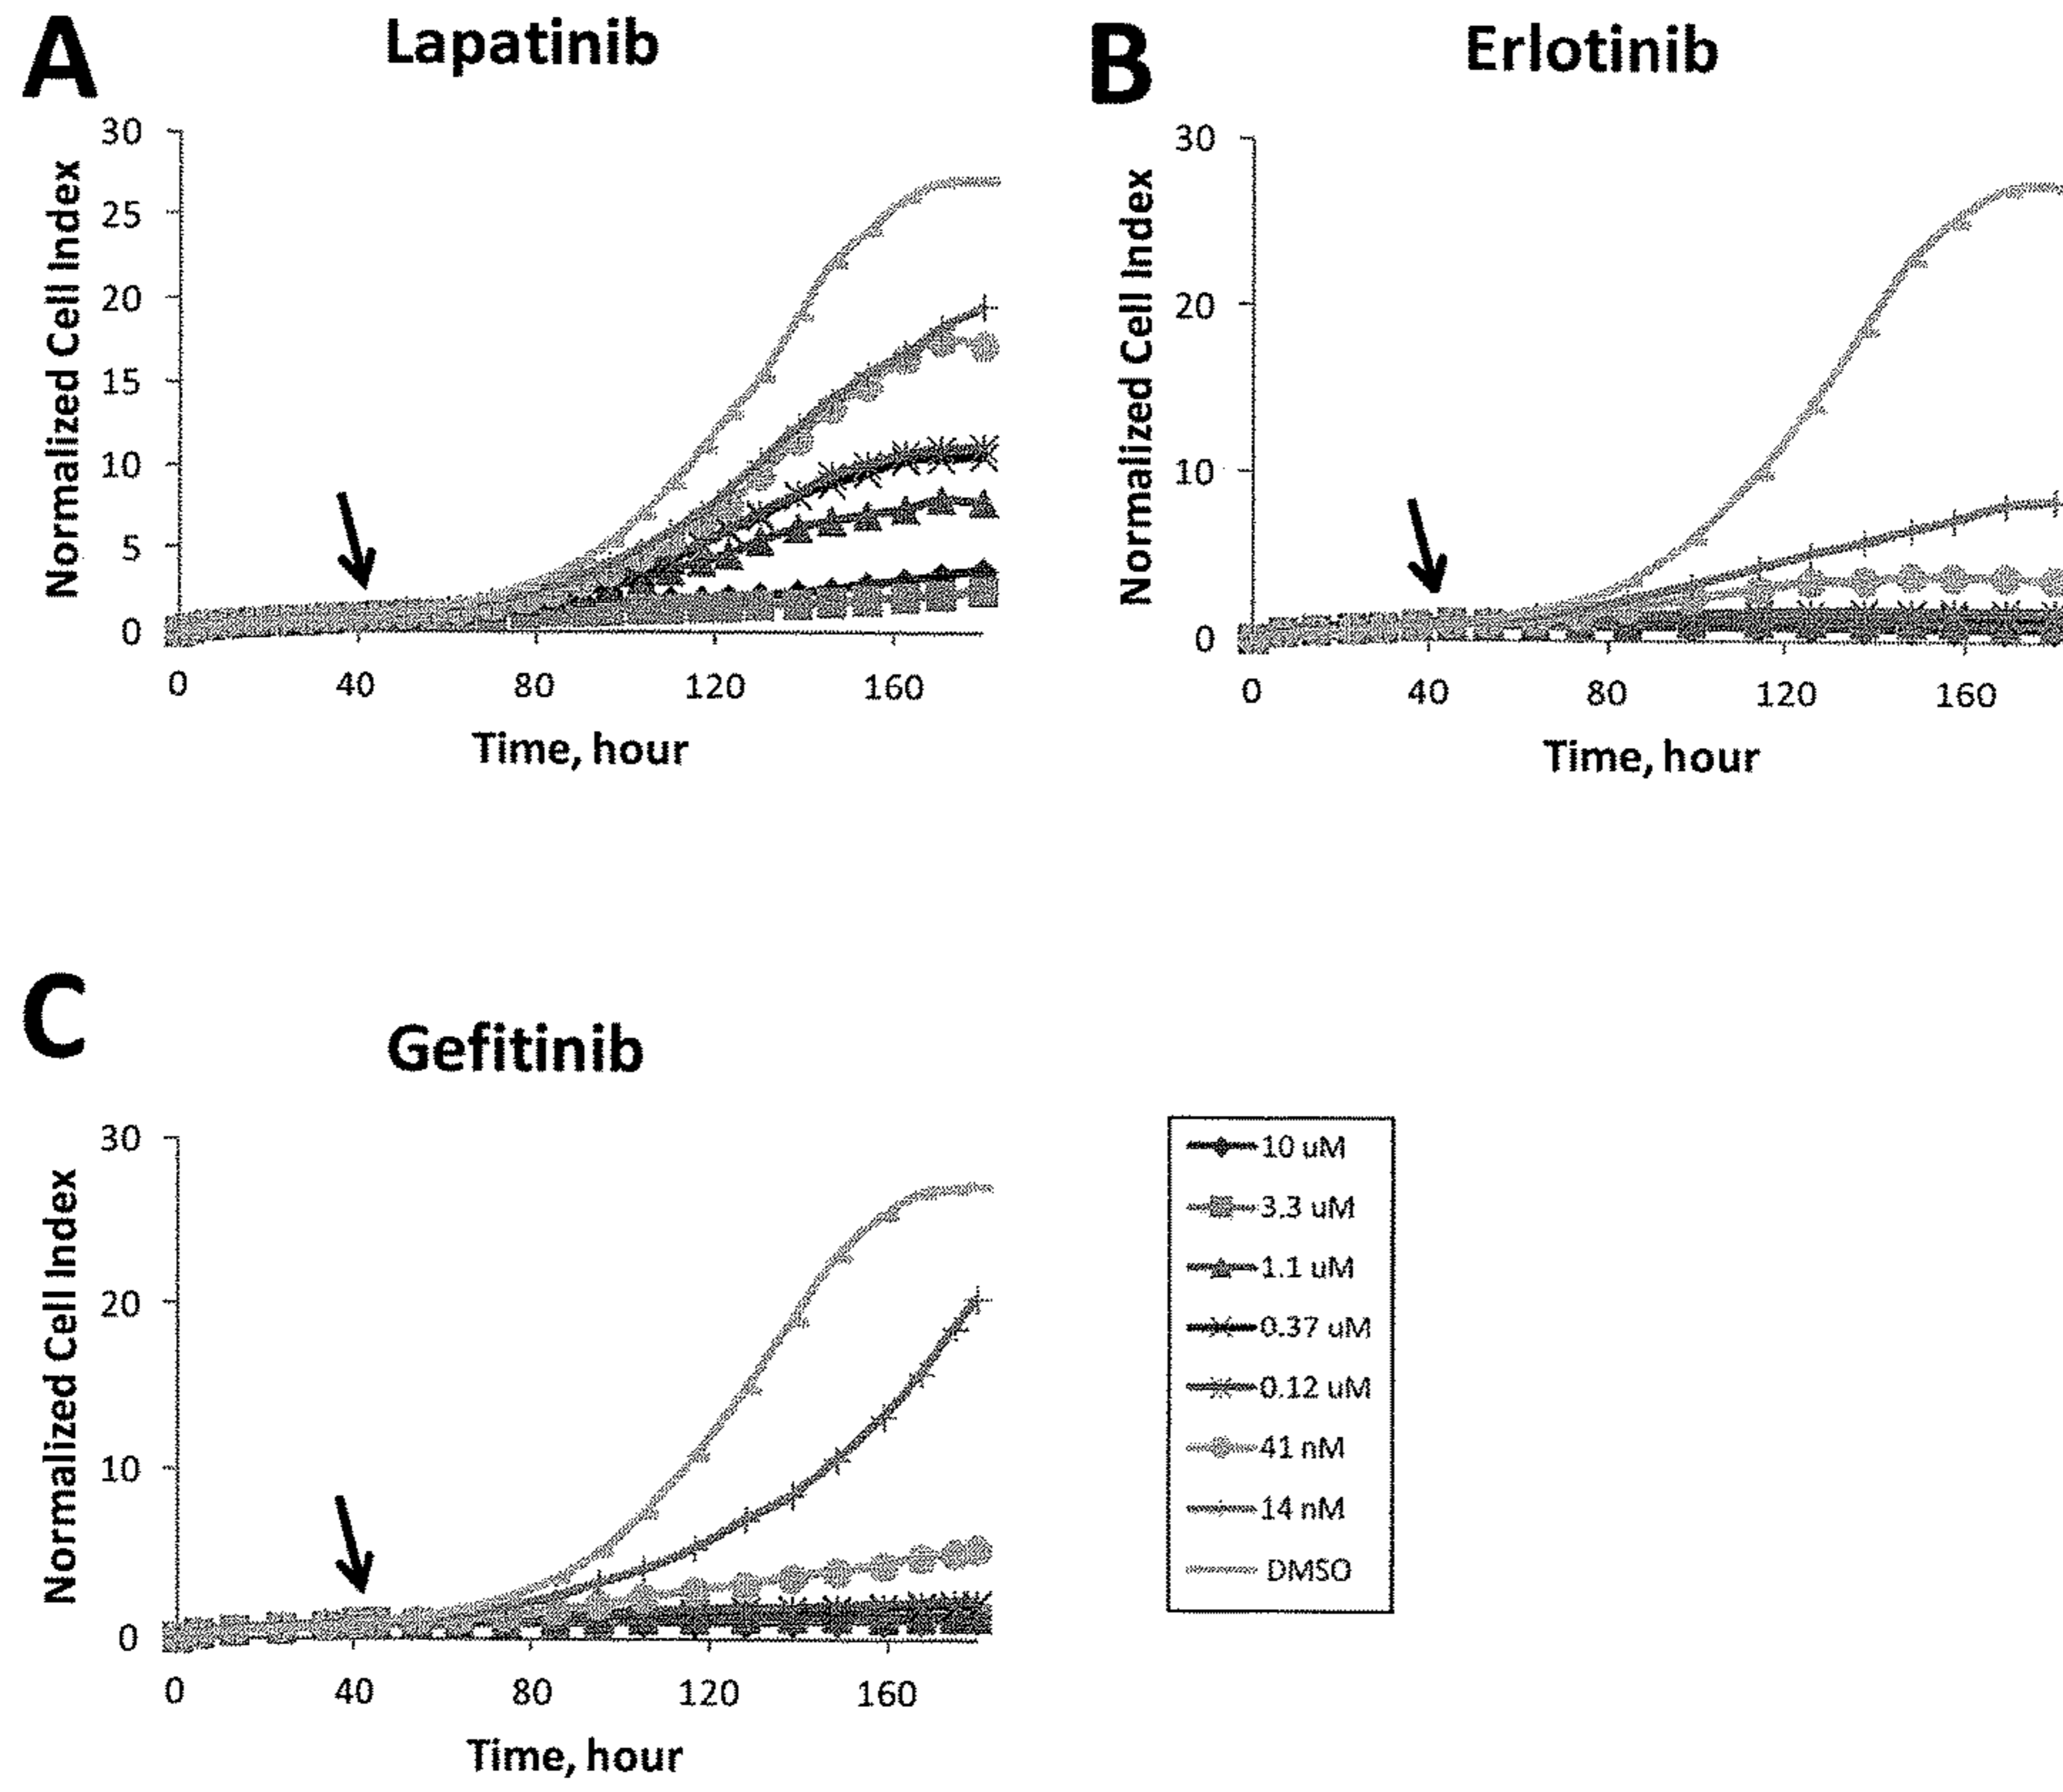 A
Lapatinib
Normalized Cell Index
30
25
20
15
10
5
0
0 40 80 120 160
Time, hour
B
Erlotinib
Normalized Cell Index
30
20
10
0
0 40 80 120 160
Time, hour
C
Gefitinib
Normalized Cell Index
30
20
10
0
0 40 80 120 160
Time, hour
10 uM
3.3 uM
1.1 uM
0.37 uM
0.12 uM
41 nM
14 nM
DMSO